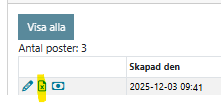 Visa alla
Antal poster: 3
Skapad den
2025-12-03 09:41